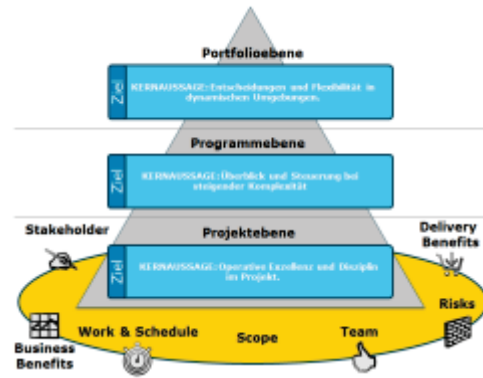 Portfolioebene
Ziel
KERNAUSSAGE:Entscheidungen und Flexibilität in
dynamischen Umgebungen.
Programmebene
Ziel
KERNAUSSAGE:Überblick und Steuerung bei
steigender Komplexität
Stakeholder
Projektebene
Delivery
Benefits
Ziel
KERNAUSSAGE:Operative Exzellenz und Disziplin
im Projekt.
Business
Benefits
Work & Schedule
Scope
Team
Risks